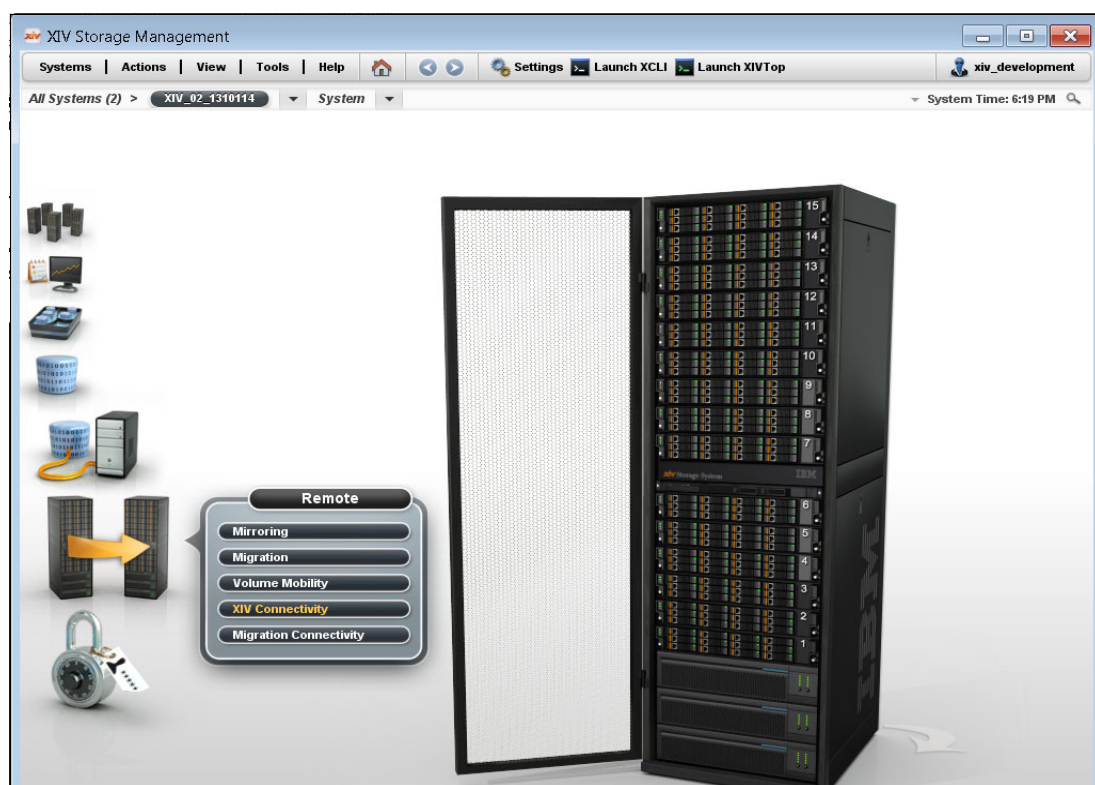 XIV XIV Storage Management
Systems | Actions | View | Tools | Help Settings Launch XCLI Launch XIVTop xiv_development
All Systems (2) > XIV_02_1310114 System System Time: 6:19 PM
15
14
13
12
11
10
9
8
7
XIV Storage System IBM
6
5
4
3
2
1
IBM
Remote
Mirroring
Migration
Volume Mobility
XIV Connectivity
Migration Connectivity